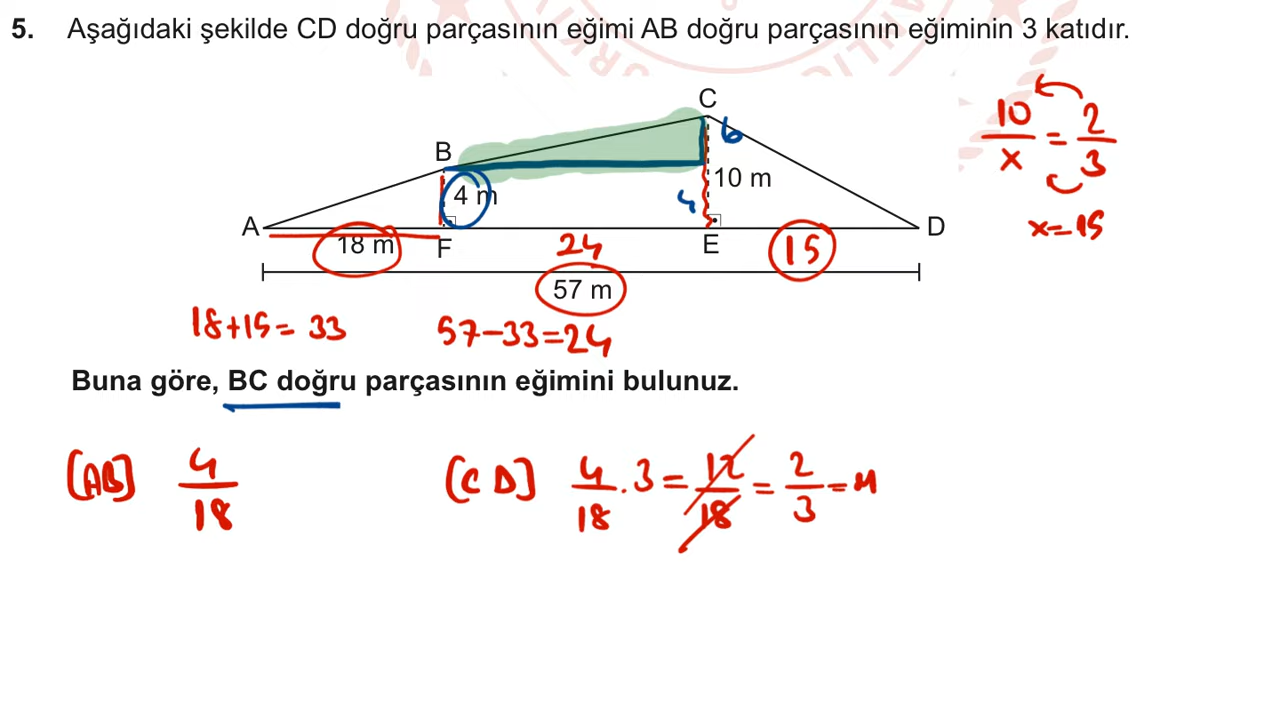 5. Aşağıdaki şekilde CD doğru parçasının eğimi AB doğru parçasının eğiminin 3 katıdır.
C
B
6
10/x = 2/3
4 m
10 m
4
A
D
x=15
18 m
F
24
E
15
57 m
18+15= 33
57-33=24
Buna göre, BC doğru parçasının eğimini bulunuz.
[AB] 4/18
[CD] 4/18 . 3 = 12/18 = 2/3 = M